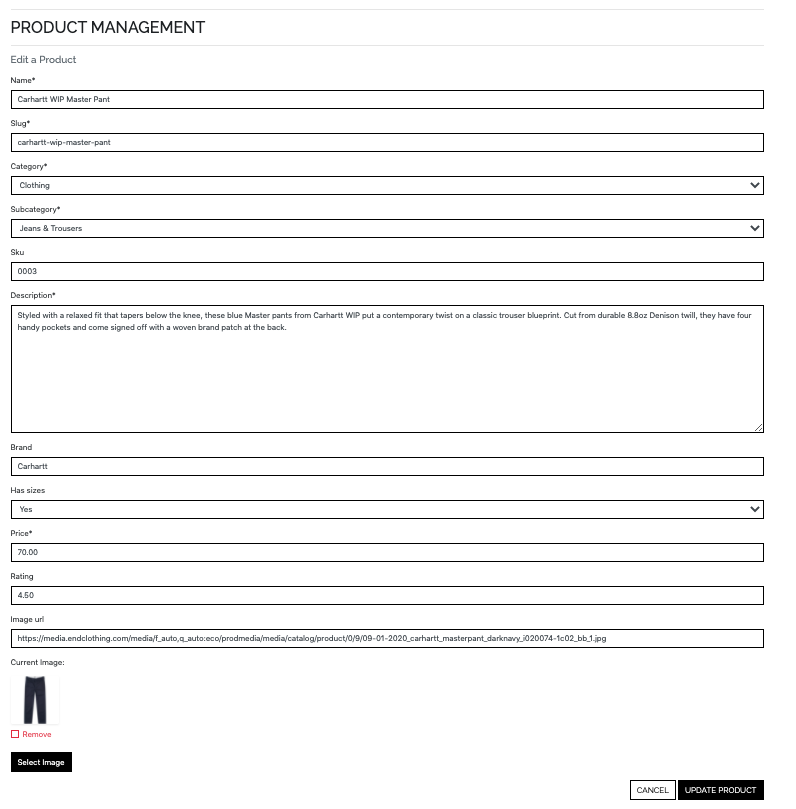 PRODUCT MANAGEMENT
Edit a Product
Name*
Carhartt WIP Master Pant
Slug*
carhartt-wip-master-pant
Category*
Clothing
Subcategory*
Jeans & Trousers
Sku
0003
Description*
Styled with a relaxed fit that tapers below the knee, these blue Master pants from Carhartt WIP put a contemporary twist on a classic trouser blueprint. Cut from durable 8.8oz Denison twill, they have four
handy pockets and come signed off with a woven brand patch at the back.
Brand
Carhartt
Has sizes
Yes
Price*
70.00
Rating
4.50
Image url
https://media.endclothing.com/media/f_auto,q_auto:eco/prodmedia/media/catalog/product/0/9/09-01-2020_carhartt_masterpant_darknavy_i020074-1c02_bb_1.jpg
Current Image:
Remove
Select Image
CANCEL UPDATE PRODUCT